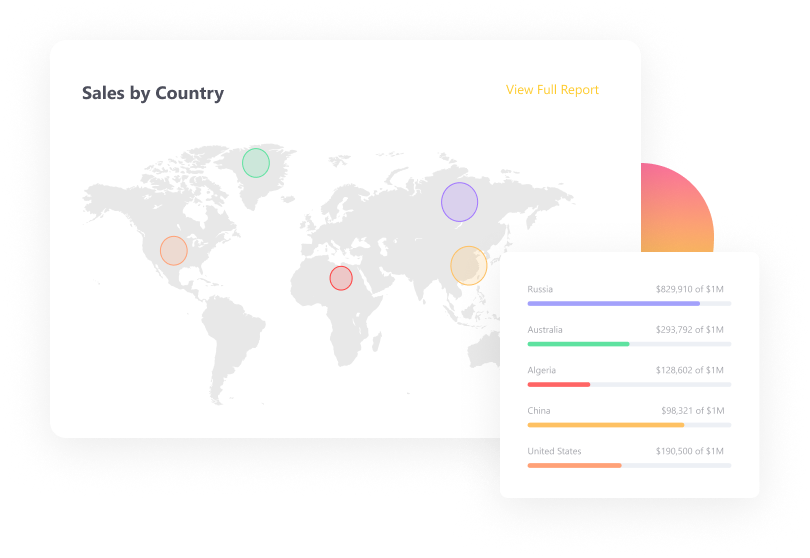 Sales by Country
View Full Report
Russia $829,910 of $1M
Australia $293,792 of $1M
Algeria $128,602 of $1M
China $98,321 of $1M
United States $190,500 of $1M